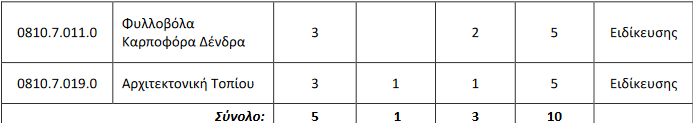 0810.7.011.0 Φυλλοβόλα Καρποφόρα Δένδρα 3 2 5 Ειδίκευσης
0810.7.019.0 Αρχιτεκτονική Τοπίου 3 1 1 5 Ειδίκευσης
Σύνολο: 5 1 3 10